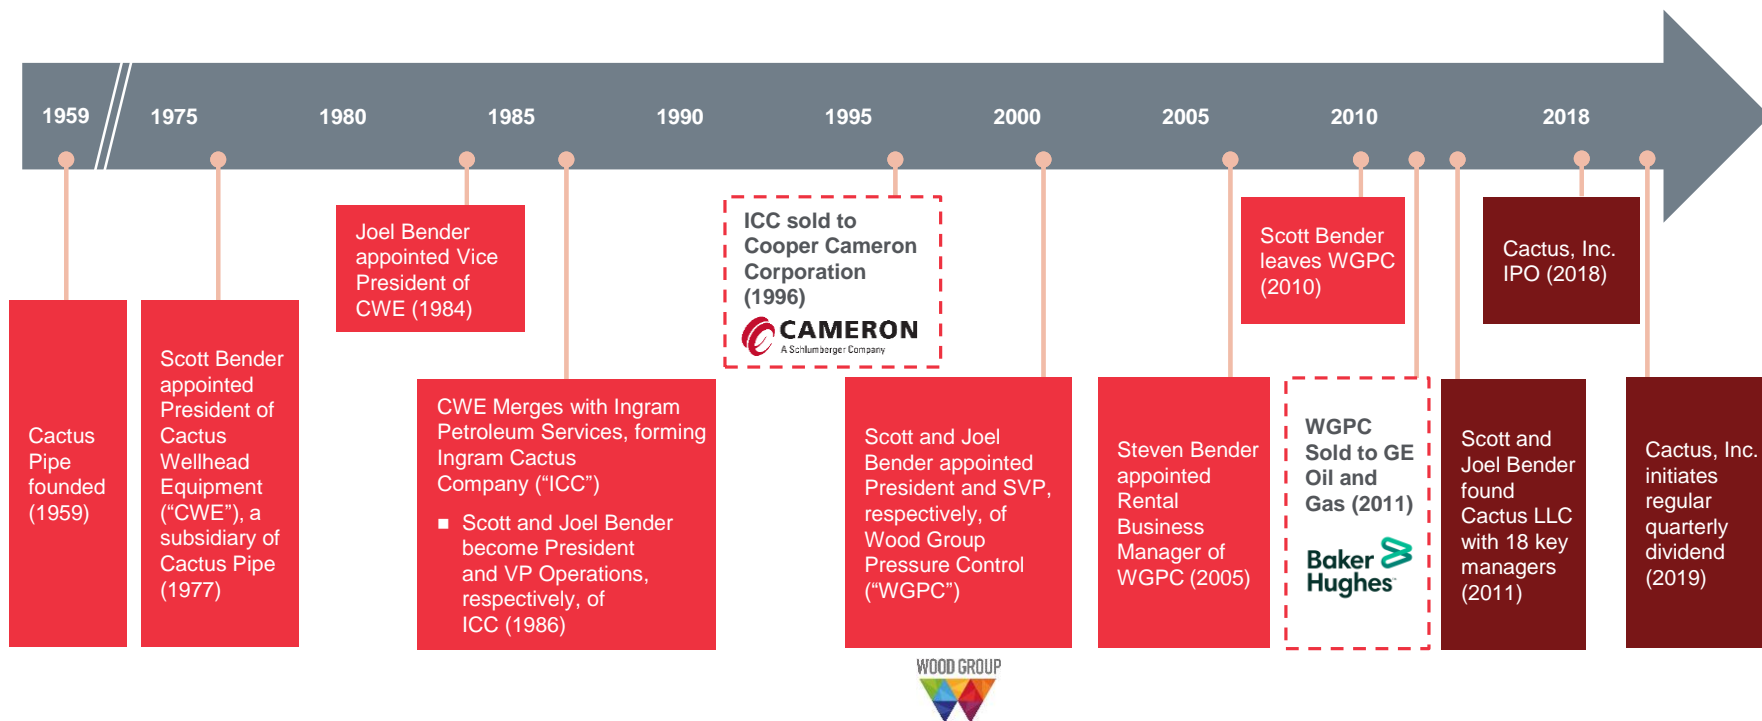 1959
1975
1980
1985
1990
1995
2000
2005
2010
2018
Cactus
Pipe
founded
(1959)
Scott Bender
appointed
President of
Cactus
Wellhead
Equipment
(“CWE”), a
subsidiary of
Cactus Pipe
(1977)
Joel Bender
appointed Vice
President of
CWE (1984)
CWE Merges with Ingram
Petroleum Services, forming
Ingram Cactus
Company (“ICC”)
■ Scott and Joel Bender
become President
and VP Operations,
respectively, of
ICC (1986)
ICC sold to
Cooper Cameron
Corporation
(1996)
CAMERON
A Schlumberger Company
Scott and Joel
Bender appointed
President and SVP,
respectively, of
Wood Group
Pressure Control
(“WGPC”)
WOOD GROUP
Steven Bender
appointed
Rental
Business
Manager of
WGPC (2005)
Scott Bender
leaves WGPC
(2010)
WGPC
Sold to GE
Oil and
Gas (2011)
Baker
Hughes
Scott and
Joel Bender
found
Cactus LLC
with 18 key
managers
(2011)
Cactus, Inc.
IPO (2018)
Cactus, Inc.
initiates
regular
quarterly
dividend
(2019)